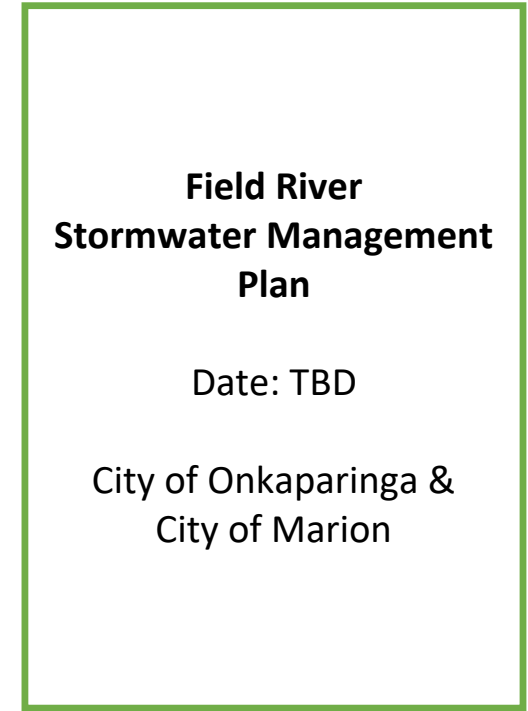 Field River
Stormwater Management
Plan
Date: TBD
City of Onkaparinga &
City of Marion